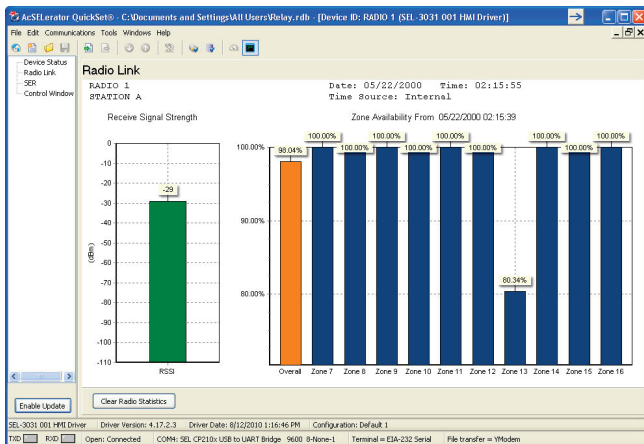 AcSELerator QuickSet® - C:\Documents and Settings\All Users\Relay.rdb - [Device ID: RADIO 1 (SEL-3031 001 HMI Driver)]
File Edit Communications Tools Windows Help
Device Status
Radio Link
SER
Control Window
Radio Link
RADIO 1 Date: 05/22/2000 Time: 02:15:55
STATION A Time Source: Internal
Receive Signal Strength
Zone Availability From 05/22/2000 02:15:39
0
-10
-20
-30
-40
-50
-60
-70
-80
-90
-100
-110
(dBm)
-29
RSSI
100.00%
90.00%
80.00%
98.04%
100.00%
100.00%
100.00%
100.00%
100.00%
100.00%
80.34%
100.00%
100.00%
100.00%
Overall Zone 7 Zone 8 Zone 9 Zone 10 Zone 11 Zone 12 Zone 13 Zone 14 Zone 15 Zone 16
Enable Update
Clear Radio Statistics
SEL-3031 001 HMI Driver Driver Version: 4.17.2.3 Driver Date: 8/12/2010 1:16:46 PM Configuration: Default 1
TXD RXD Open: Connected COM4: SEL CP210x USB to UART Bridge 9600 8-None-1 Terminal = EIA-232 Serial File transfer = YModem